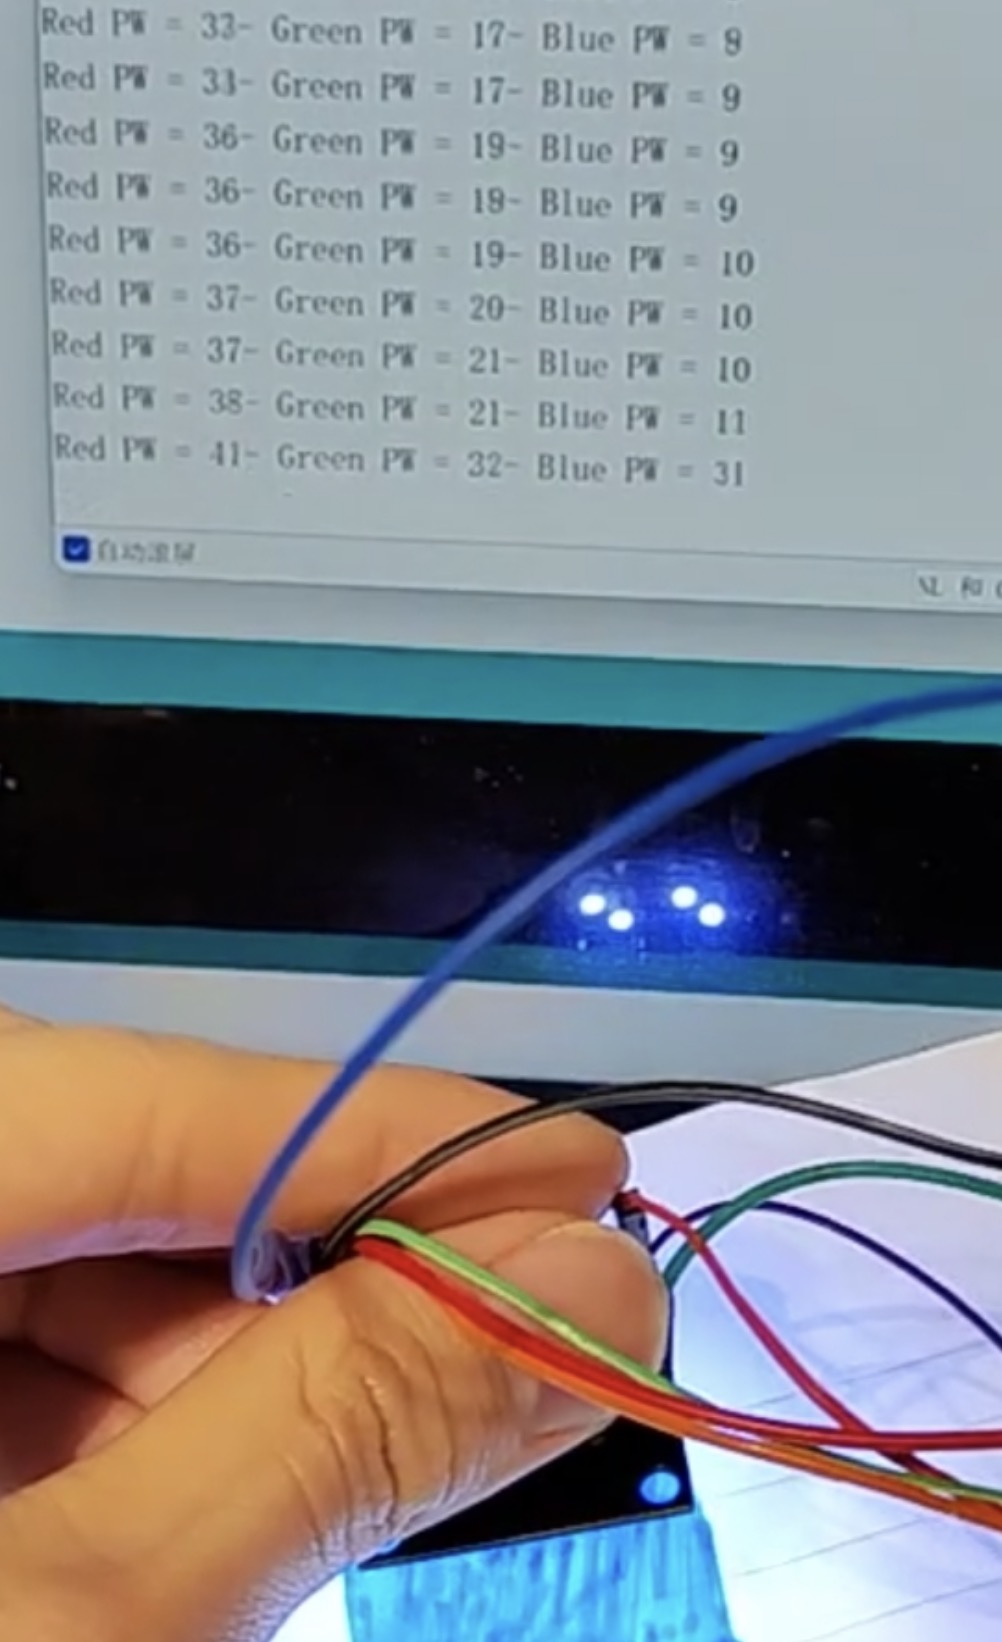 Red PW = 33- Green PW = 17- Blue PW = 9
Red PW = 33- Green PW = 17- Blue PW = 9
Red PW = 36- Green PW = 19- Blue PW = 9
Red PW = 36- Green PW = 19- Blue PW = 9
Red PW = 36- Green PW = 19- Blue PW = 10
Red PW = 37- Green PW = 20- Blue PW = 10
Red PW = 37- Green PW = 21- Blue PW = 10
Red PW = 38- Green PW = 21- Blue PW = 11
Red PW = 41- Green PW = 32- Blue PW = 31
自动滚屏
NL 和